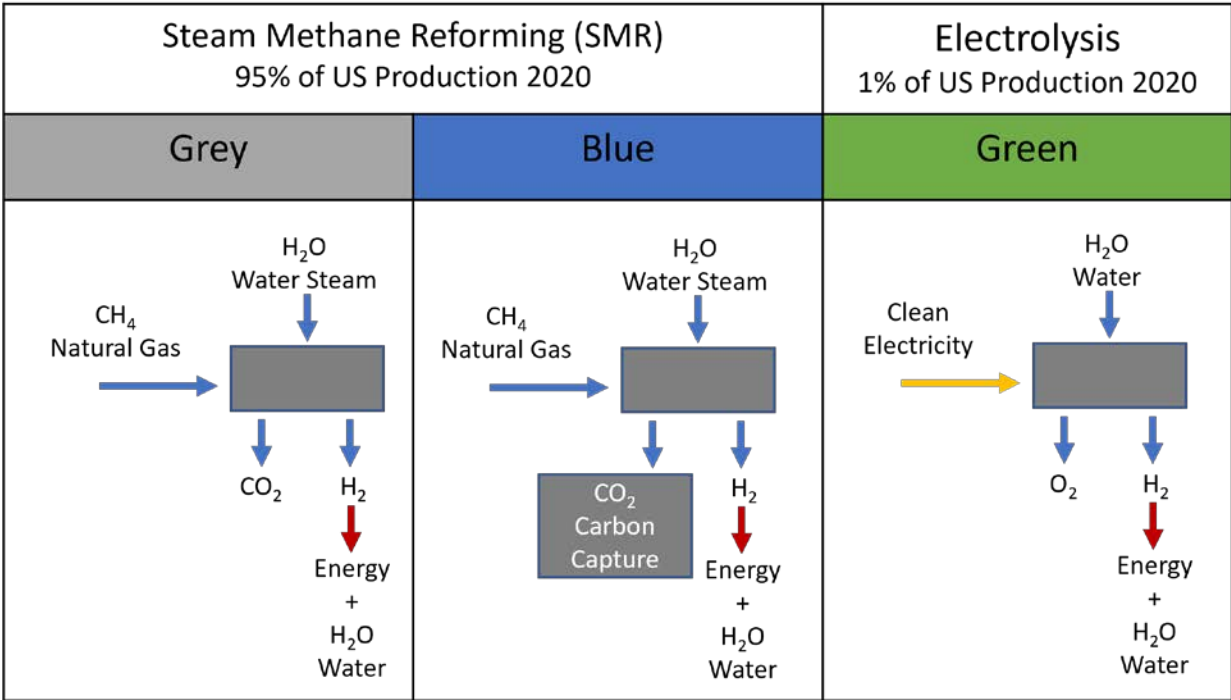 Steam Methane Reforming (SMR)
95% of US Production 2020
Electrolysis
1% of US Production 2020
Grey
Blue
Green
H₂O
Water Steam
CH₄
Natural Gas
CO₂
H₂
Energy
+
H₂O
Water
H₂O
Water Steam
CH₄
Natural Gas
CO₂
Carbon
Capture
H₂
Energy
+
H₂O
Water
H₂O
Water
Clean
Electricity
O₂
H₂
Energy
+
H₂O
Water